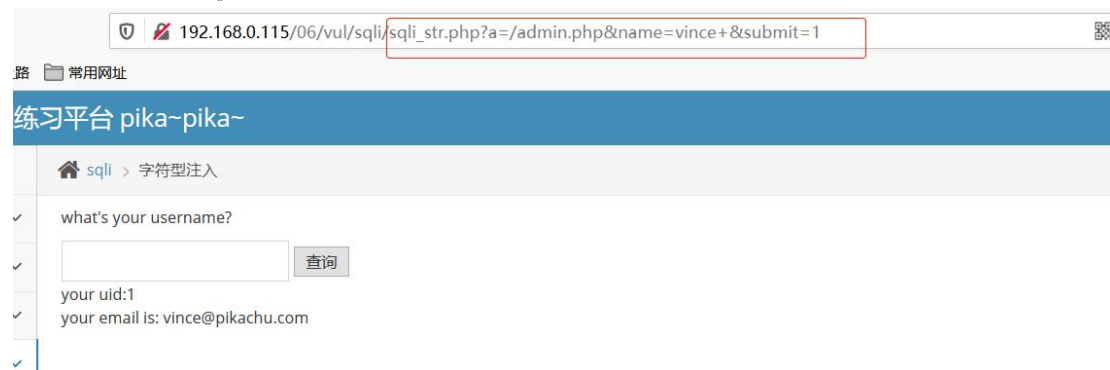 192.168.0.115/06/vul/sqli/sqli_str.php?a=/admin.php&name=vince+&submit=1
路 常用网址
练习平台 pika~pika~
sqli > 字符型注入
what's your username?
查询
your uid:1
your email is: vince@pikachu.com